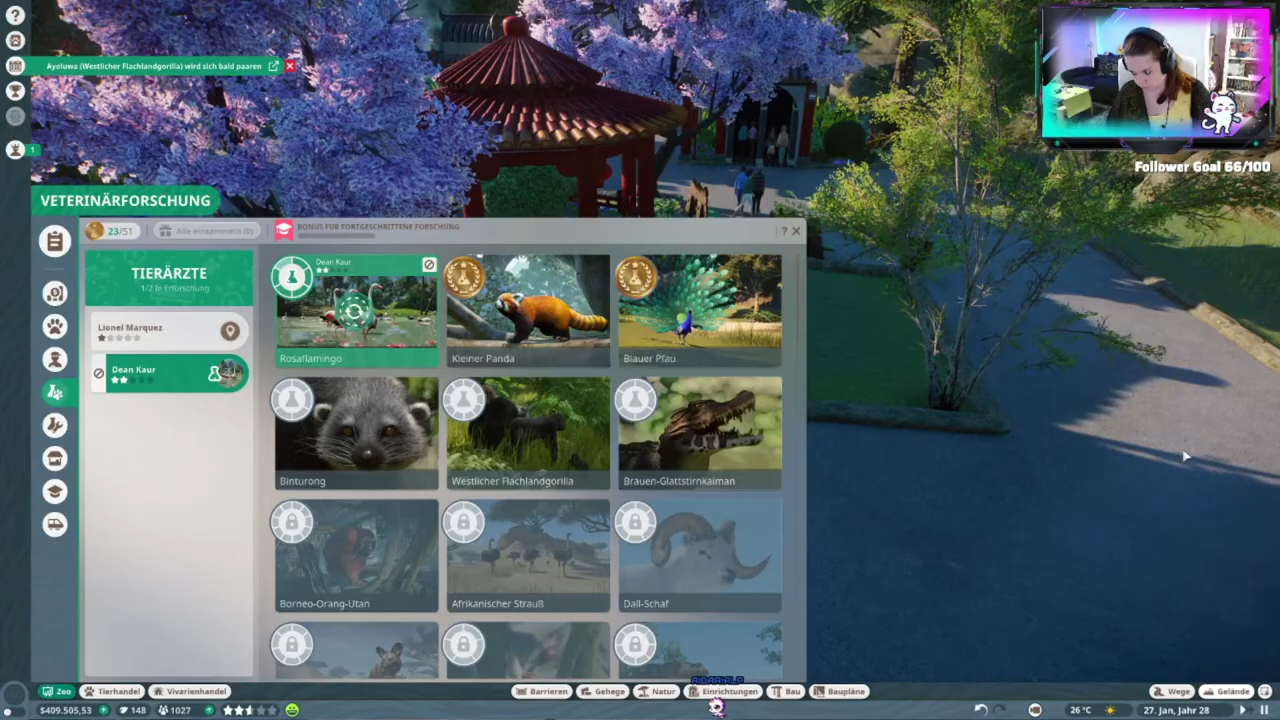 Ayoluwa (Westlicher Flachlandgorilla) wird sich bald paaren
1
Follower Goal 66/100
VETERINÄRFORSCHUNG
23/51
Alle einsammeln (0)
BONUS FÜR FORTGESCHRITTENE FORSCHUNG
?
TIERÄRZTE
1/2 in Erforschung
Lionel Marquez
Dean Kaur
Dean Kaur
Rosaflamingo
Kleiner Panda
Blauer Pfau
Binturong
Westlicher Flachlandgorilla
Brauen-Glattstirnkaiman
Borneo-Orang-Utan
Afrikanischer Strauß
Dall-Schaf
AIDARIALP
Zoo
Tierhandel
Vivarienhandel
Barrieren
Gehege
Natur
Einrichtungen
Bau
Baupläne
Wege
Gelände
$409.505,53
148
1027
26 °C
27. Jan, Jahr 28